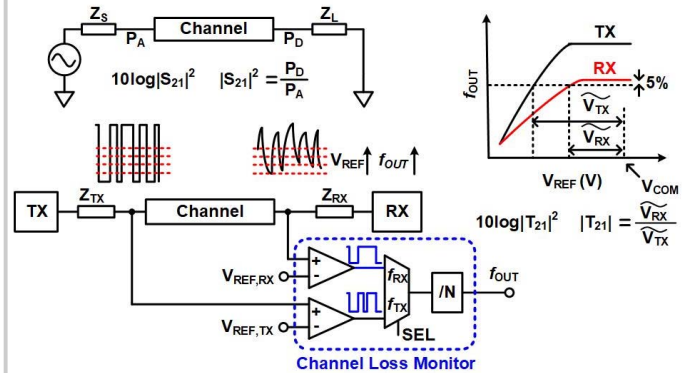 Z_S
P_A
Channel
P_D
Z_L
10log|S_21|^2 |S_21|^2 = P_D / P_A
f_OUT
TX
RX
5%
V_TX
V_RX
V_REF (V)
V_COM
10log|T_21|^2 |T_21| = V_RX / V_TX
V_REF↑ f_OUT↑
TX
Z_TX
Channel
Z_RX
RX
+
-
V_REF,RX
f_RX
+
-
V_REF,TX
f_TX
SEL
/N
f_OUT
Channel Loss Monitor